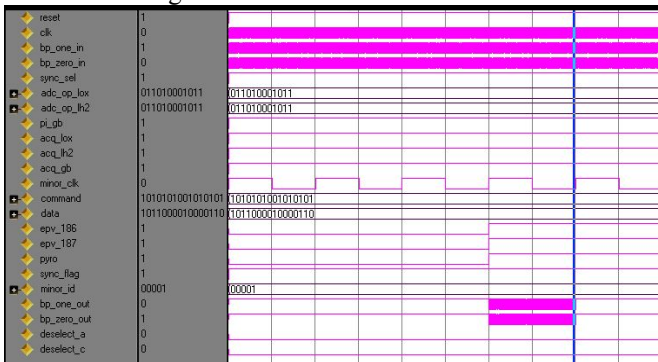 reset 1
clk 0
bp_one_in 1
bp_zero_in 0
sync_sel 1
adc_op_lox 011010001011 011010001011
adc_op_lh2 011010001011 011010001011
pi_gb 1
acq_lox 1
acq_lh2 1
acq_gb 1
minor_clk 0
command 1010101001010101 1010101001010101
data 1011000010000110 1011000010000110
epv_186 1
epv_187 1
pyro 1
sync_flag 1
minor_id 00001 00001
bp_one_out 0
bp_zero_out 1
deselect_a 0
deselect_c 0